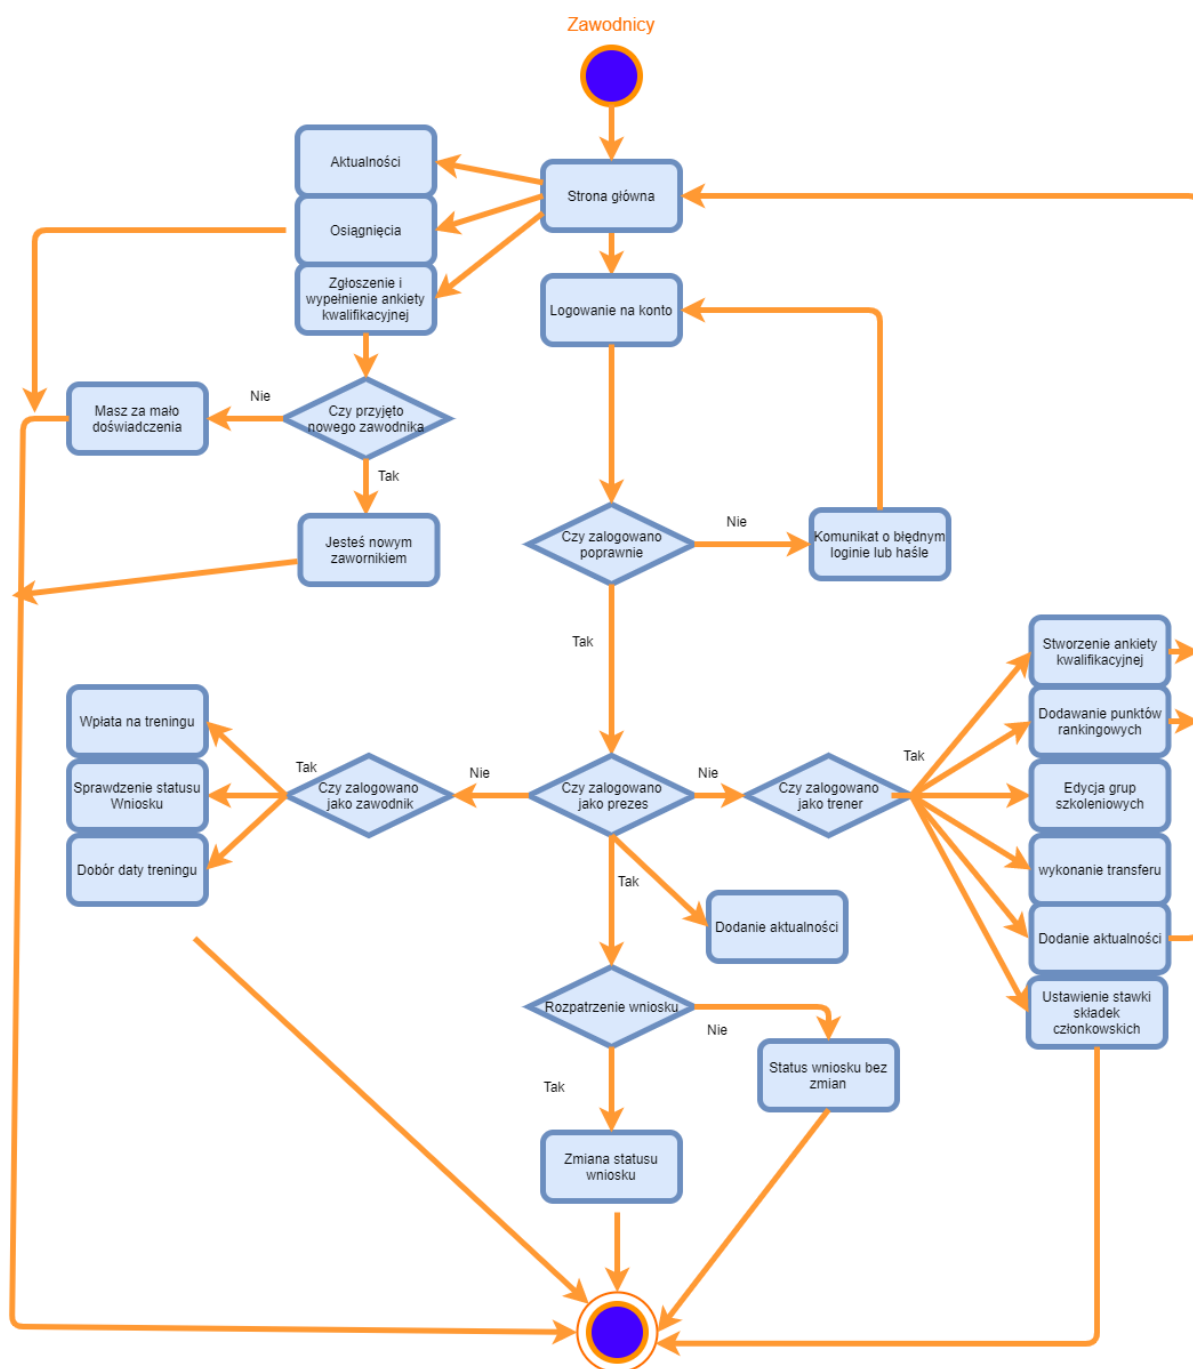 Zawodnicy
Aktualności
Strona główna
Osiągnięcia
Zgłoszenie i
wypełnienie ankiety
kwalifikacyjnej
Logowanie na konto
Nie
Masz za mało
doświadczenia
Czy przyjęto
nowego zawodnika
Tak
Jesteś nowym
zawornikiem
Czy zalogowano
poprawnie
Nie
Komunikat o błędnym
loginie lub haśle
Tak
Stworzenie ankiety
kwalifikacyjnej
Wpłata na treningu
Dodawanie punktów
rankingowych
Tak
Sprawdzenie statusu
Wniosku
Tak
Czy zalogowano
jako zawodnik
Nie
Czy zalogowano
jako prezes
Nie
Czy zalogowano
jako trener
Edycja grup
szkoleniowych
Dobór daty treningu
wykonanie transferu
Tak
Dodanie aktualności
Dodanie aktualności
Rozpatrzenie wniosku
Nie
Ustawienie stawki
składek
członkowskich
Status wniosku bez
zmian
Tak
Zmiana statusu
wniosku